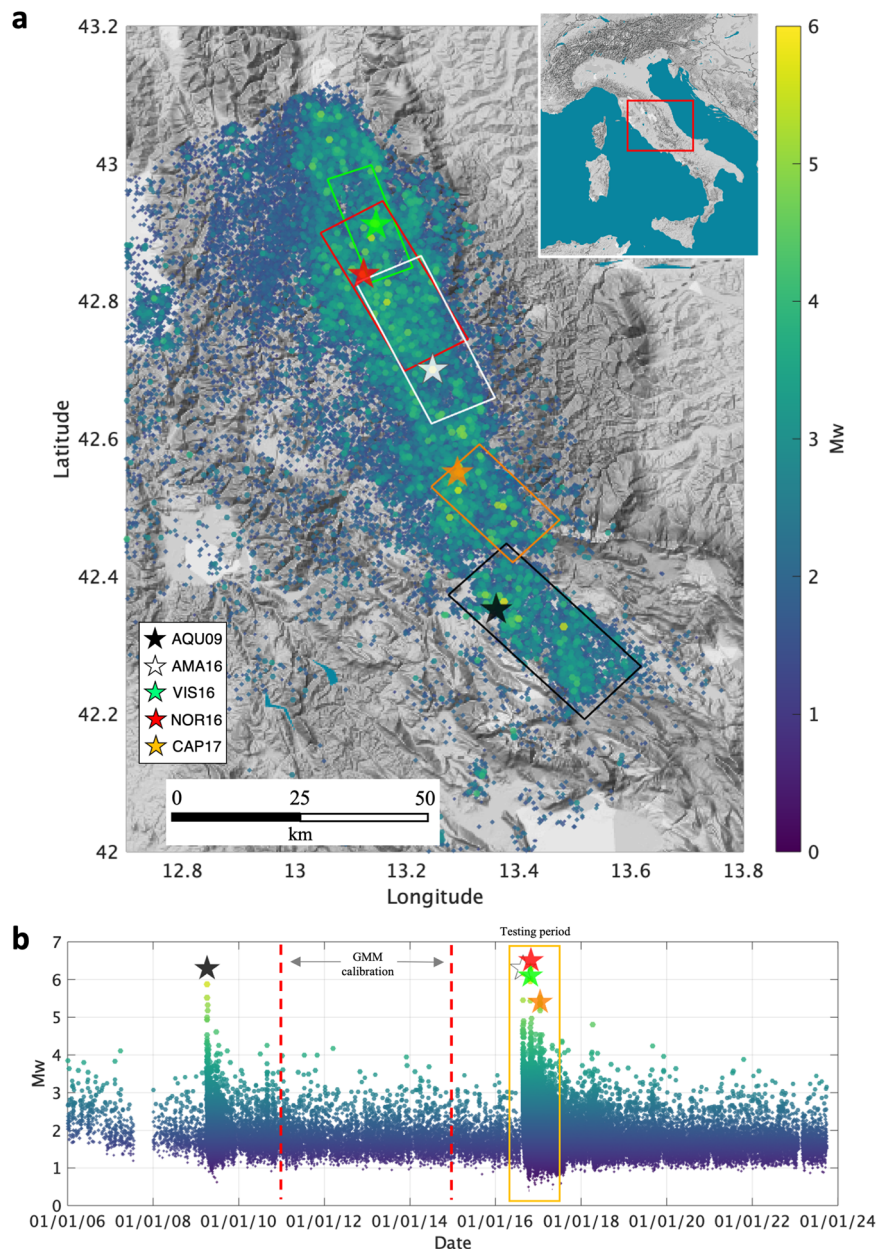 a
43.2
43
42.8
42.6
42.4
42.2
42
Latitude
12.8
13
13.2
13.4
13.6
13.8
Longitude
6
5
4
3
2
1
0
Mw
AQU09
AMA16
VIS16
NOR16
CAP17
0
25
50
km
b
Testing period
GMM
calibration
7
6
5
4
3
2
1
0
Mw
01/01/06
01/01/08
01/01/10
01/01/12
01/01/14
01/01/16
01/01/18
01/01/20
01/01/22
01/01/24
Date